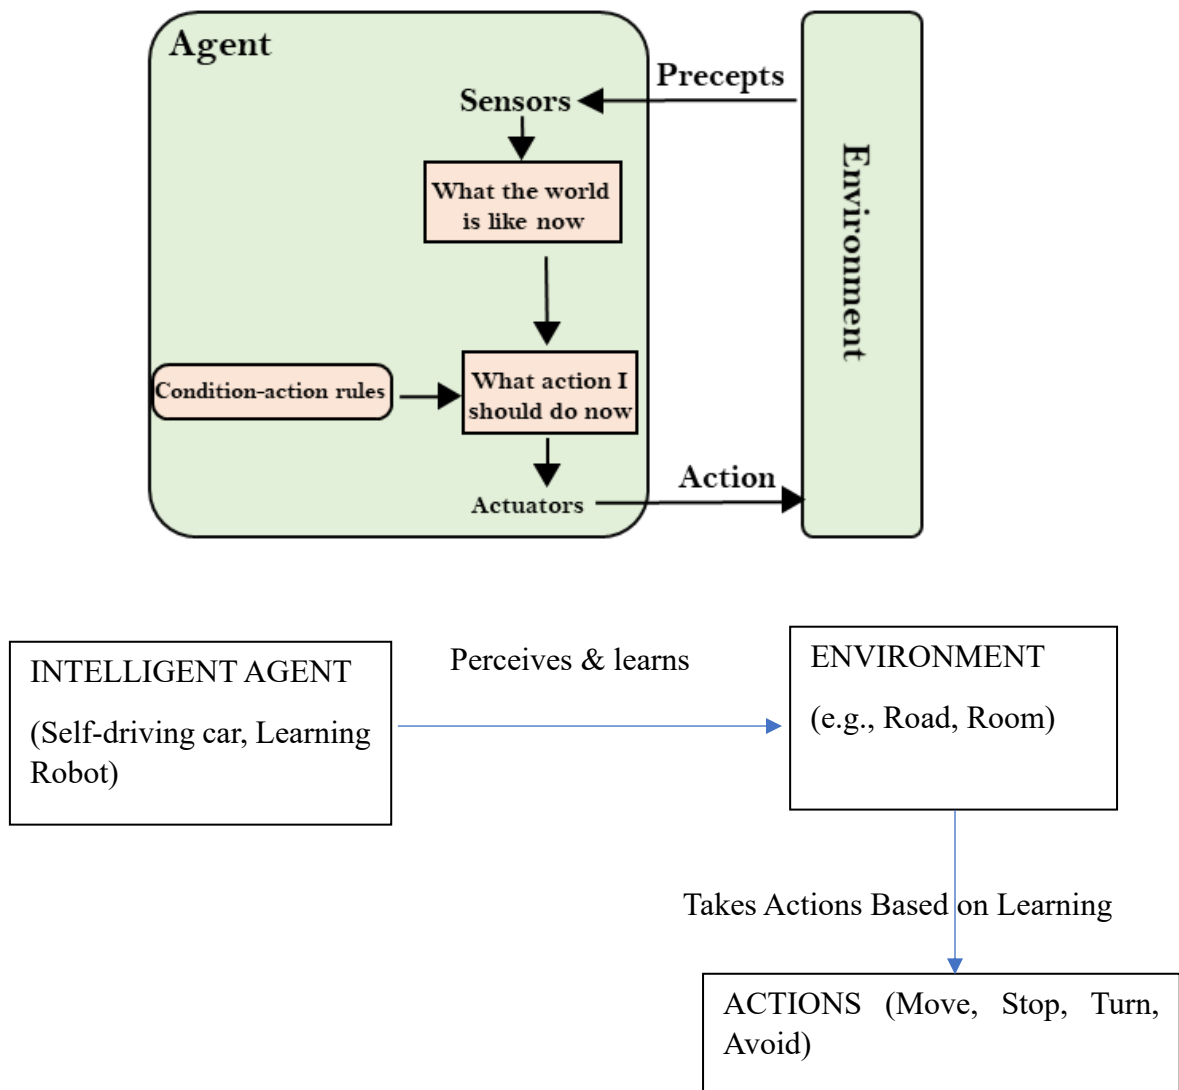 Agent
Precepts
Sensors
What the world
is like now
Environment
Condition-action rules
What action I
should do now
Action
Actuators
INTELLIGENT AGENT
(Self-driving car, Learning
Robot)
Perceives & learns
ENVIRONMENT
(e.g., Road, Room)
Takes Actions Based on Learning
ACTIONS (Move, Stop, Turn,
Avoid)